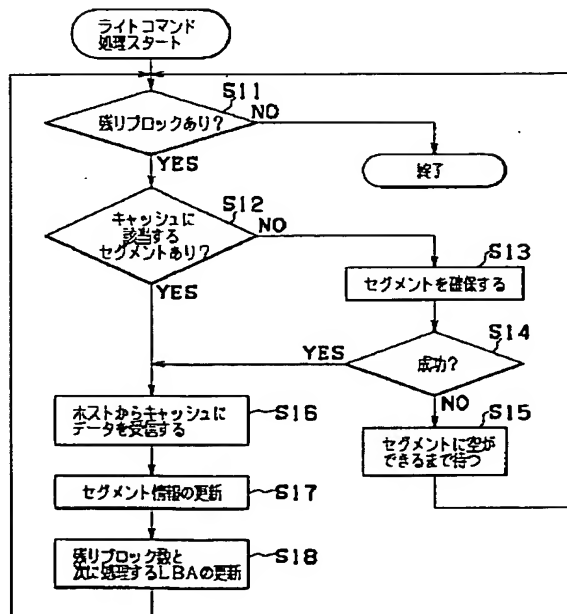 ライトコマンド
処理スタート
S11
残りブロックあり?
NO
YES
終了
S12
キャッシュに
該当する
セグメントあり?
NO
YES
S13
セグメントを確保する
S14
成功?
YES
NO
S15
セグメントに空が
できるまで待つ
ホストからキャッシュに
データを受信する
S16
セグメント情報の更新
S17
残りブロック数と
次に処理するLBAの更新
S18